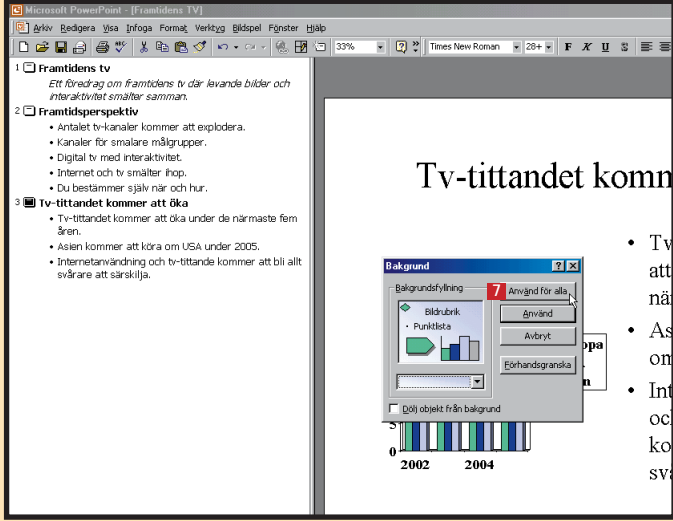 Microsoft PowerPoint - [Framtidens TV]
Arkiv Redigera Visa Infoga Format Verktyg Bildspel Fönster Hjälp
33% Times New Roman 28+ F K U S
1 Framtidens tv
Ett föredrag om framtidens tv där levande bilder och
interaktivitet smälter samman.
2 Framtidsperspektiv
• Antalet tv-kanaler kommer att explodera.
• Kanaler för smalare målgrupper.
• Digital tv med interaktivitet.
• Internet och tv smälter ihop.
• Du bestämmer själv när och hur.
3 Tv-tittandet kommer att öka
• Tv-tittandet kommer att öka under de närmaste fem
åren.
• Asien kommer att köra om USA under 2005.
• Internetanvändning och tv-tittande kommer att bli allt
svårare att särskilja.
Tv-tittandet komm
• Tv
att
när
• As
om
• Int
och
ko
svå
Bakgrund
Bakgrundsfyllning
Bildrubrik
• Punktlista
7 Använd för alla
Använd
Avbryt
Förhandsgranska
Dölj objekt från bakgrund
opa
n
5
0
2002 2004